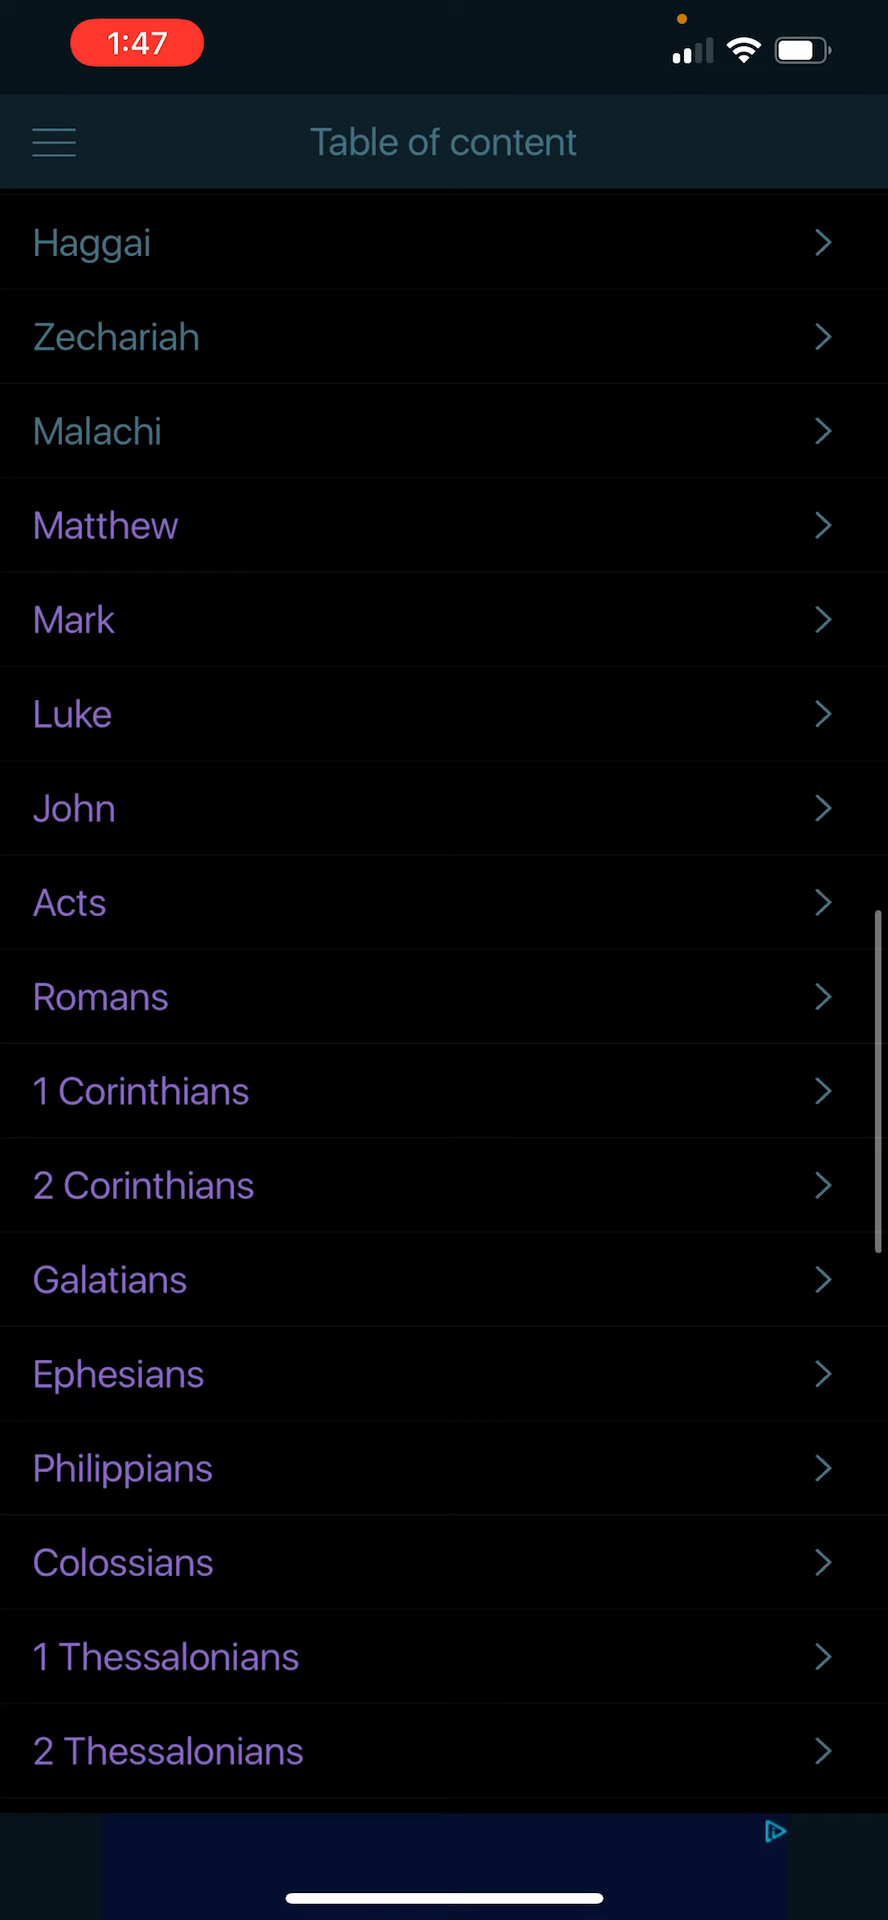 1:47
Table of content
Haggai
Zechariah
Malachi
Matthew
Mark
Luke
John
Acts
Romans
1 Corinthians
2 Corinthians
Galatians
Ephesians
Philippians
Colossians
1 Thessalonians
2 Thessalonians